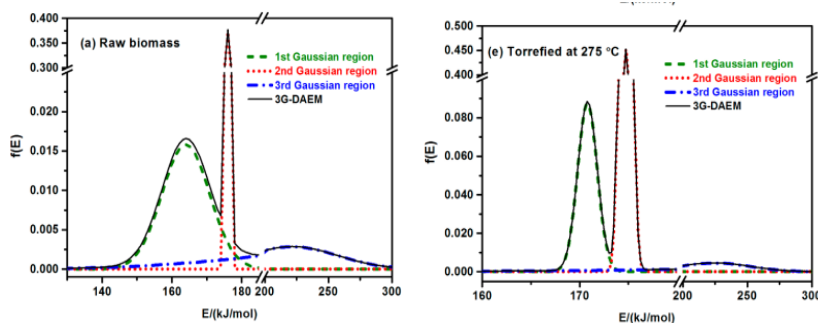 0.400
0.350
0.300
0.020
0.015
0.010
0.005
0.000
f(E)
(a) Raw biomass
1st Gaussian region
2nd Gaussian region
3rd Gaussian region
3G-DAEM
140 160 180 200 250 300
E/(kJ/mol)
0.500
0.450
0.400
0.080
0.060
0.040
0.020
0.000
f(E)
(e) Torrefied at 275 °C
1st Gaussian region
2nd Gaussian region
3rd Gaussian region
3G-DAEM
160 170 200 250 300
E/(kJ/mol)